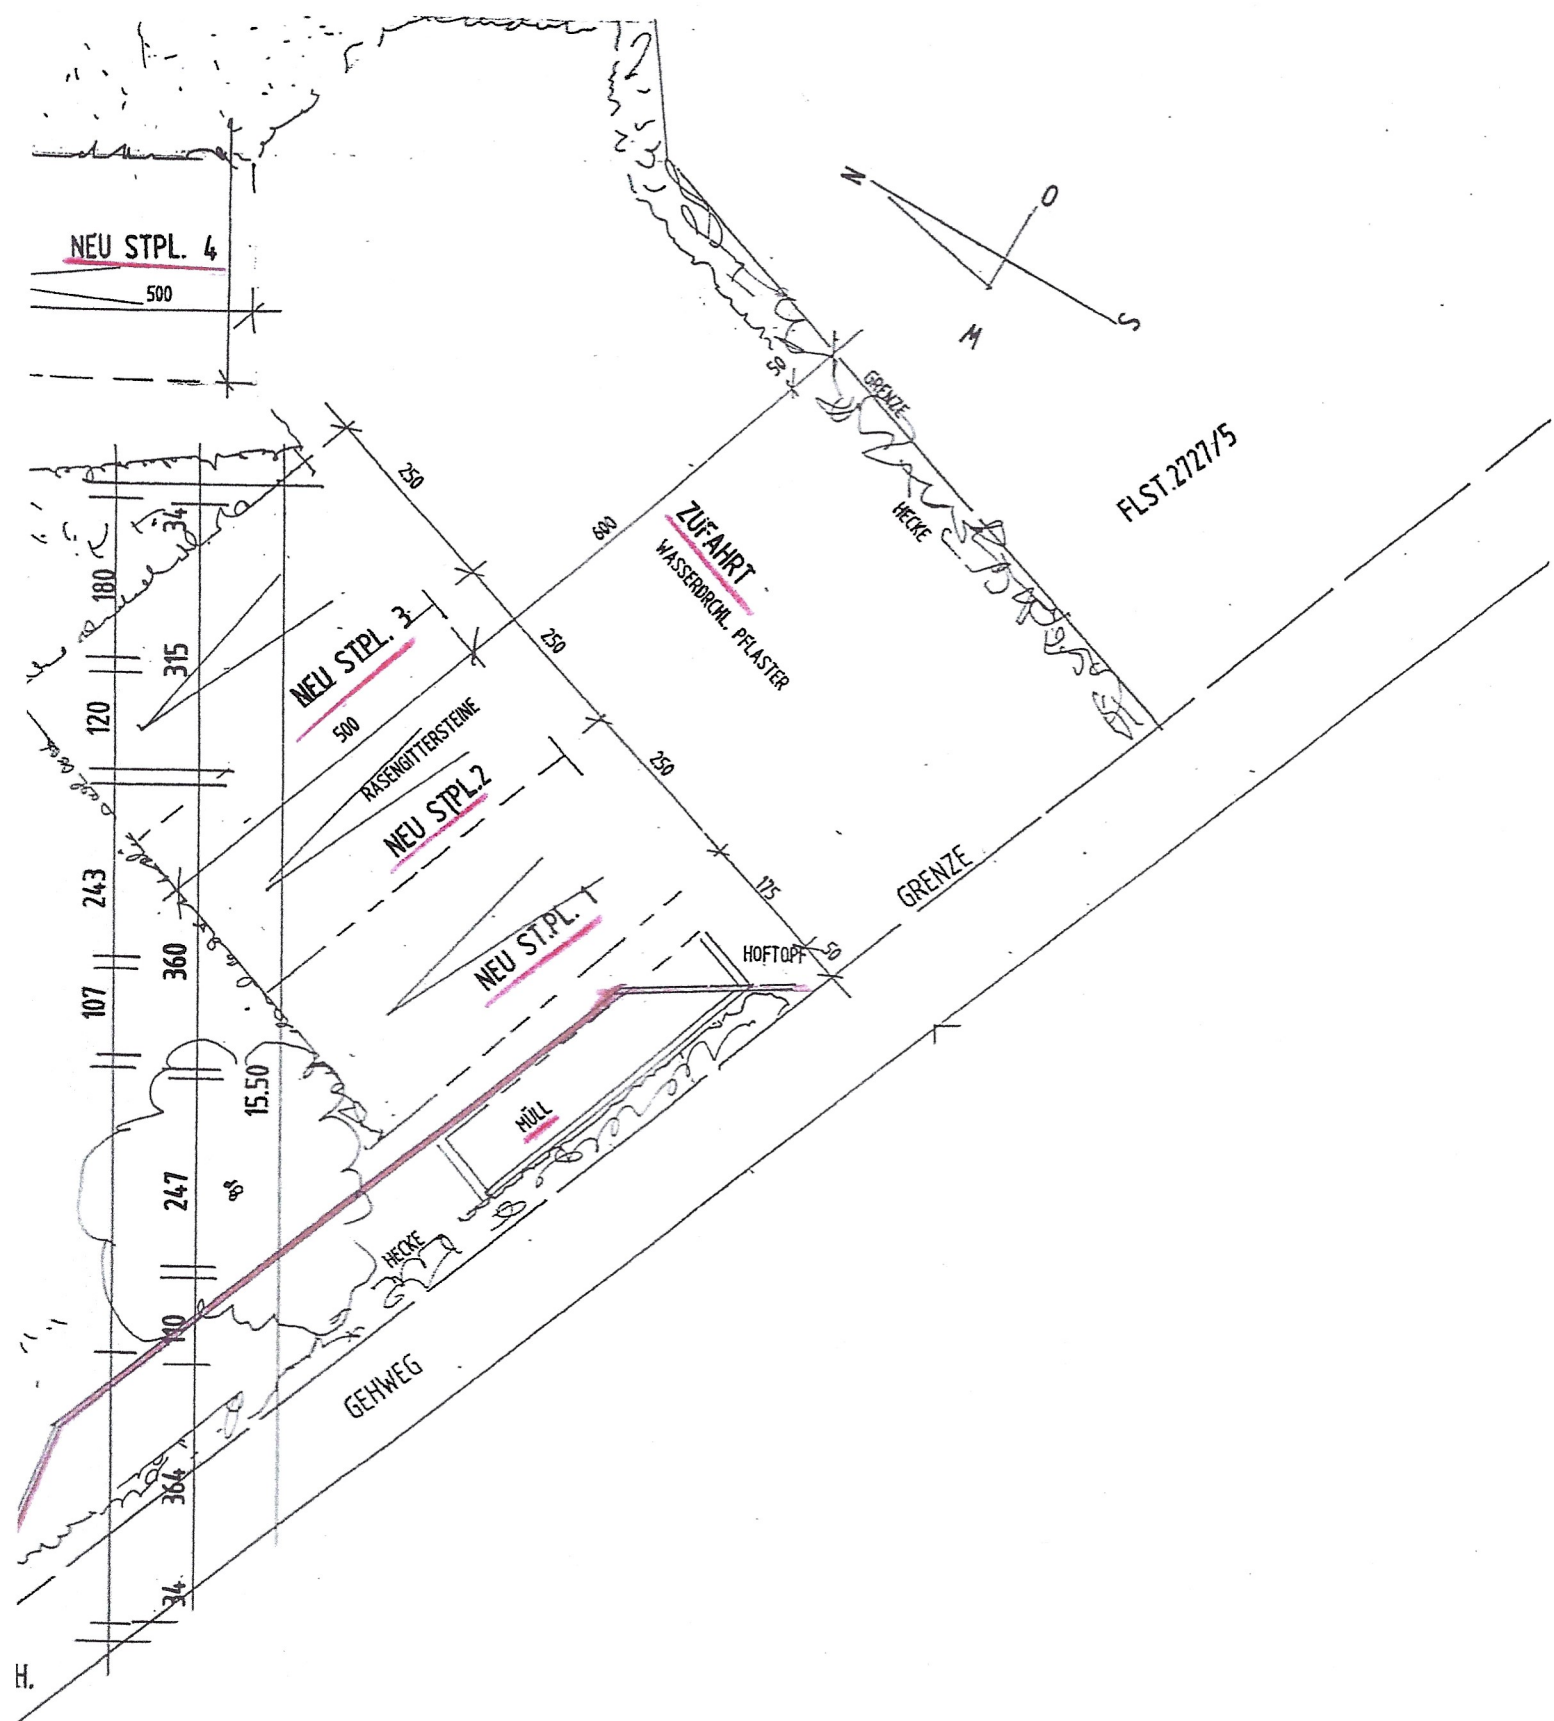 N
O
S
W
NEU STPL. 4
500
50
GRENZE
HECKE
FLST.2727/5
250
600
ZUFAHRT
WASSERDRCHL. PFLASTER
250
NEU STPL. 3
500
RASENGITTERSTEINE
NEU STPL.2
250
NEU ST.PL. 1
175
50
HOFTOPF
GRENZE
MÜLL
HECKE
GEHWEG
180
120
243
107
34
315
360
247
364
34
15.50
H.